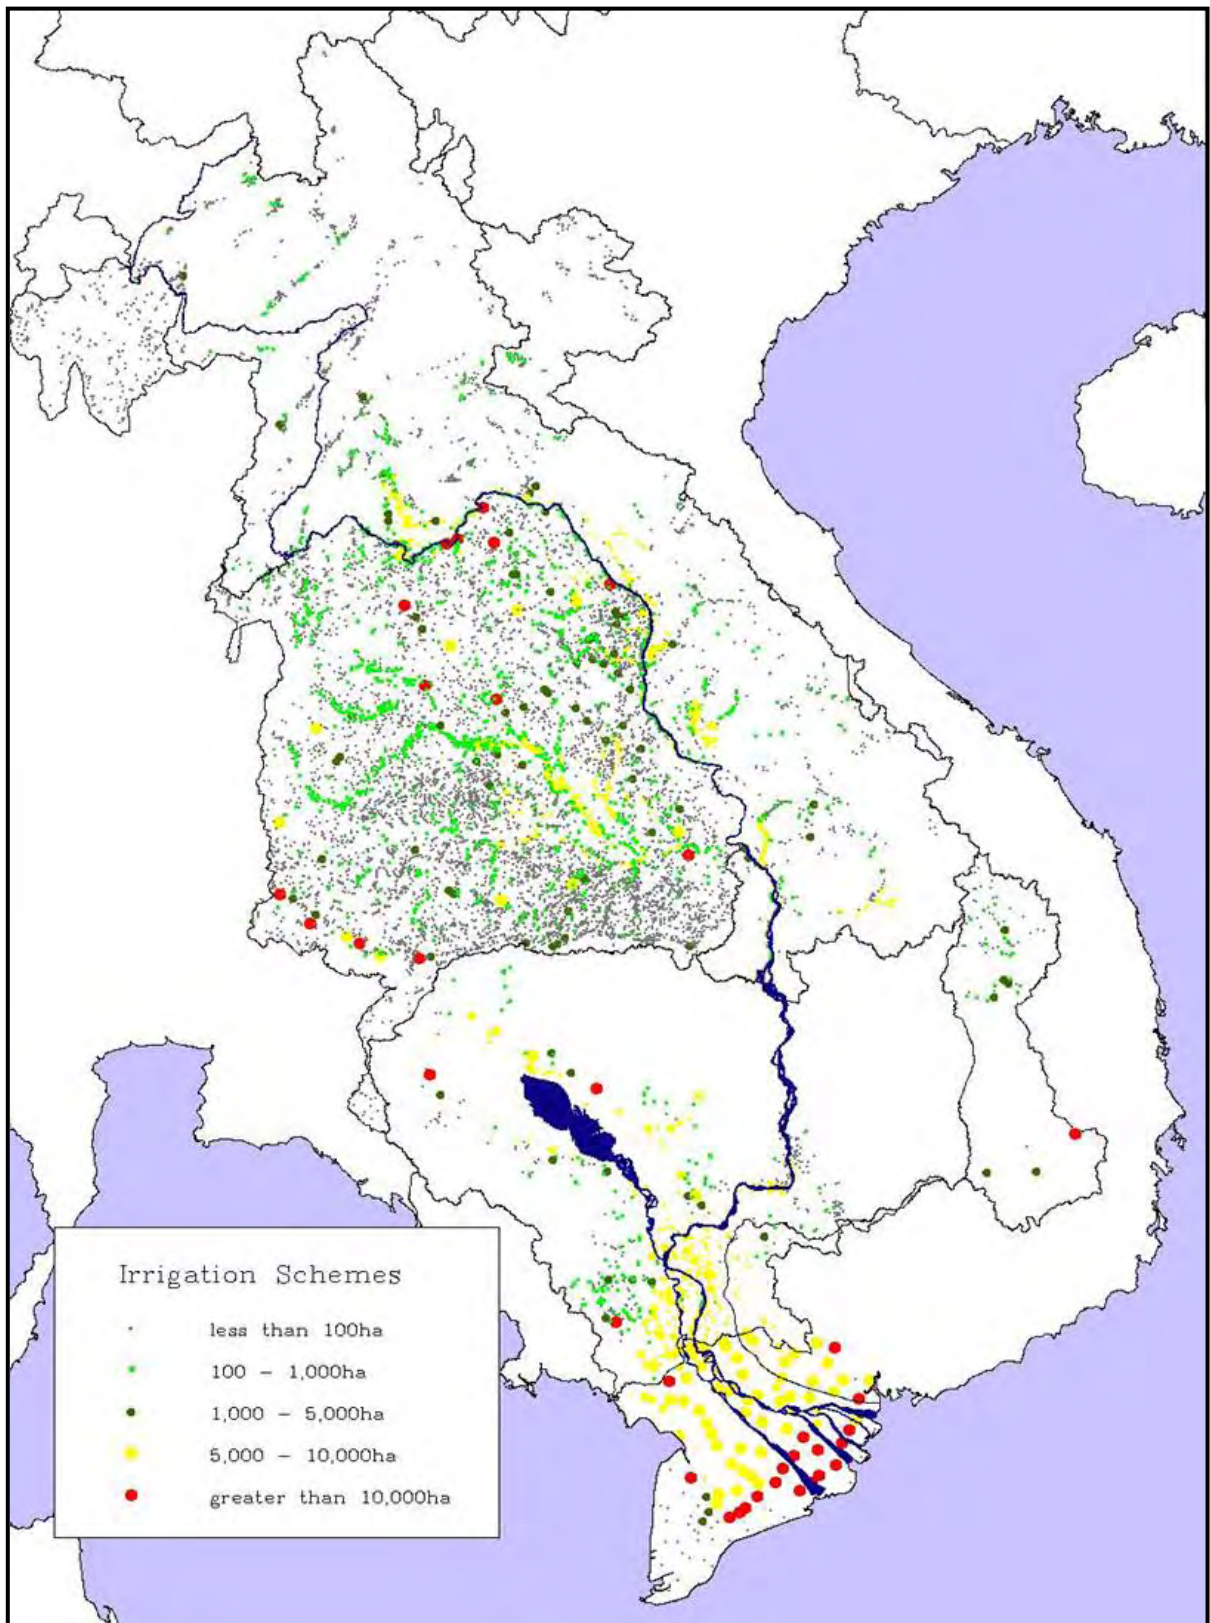 Irrigation Schemes
less than 100ha
100 – 1,000ha
1,000 – 5,000ha
5,000 – 10,000ha
greater than 10,000ha